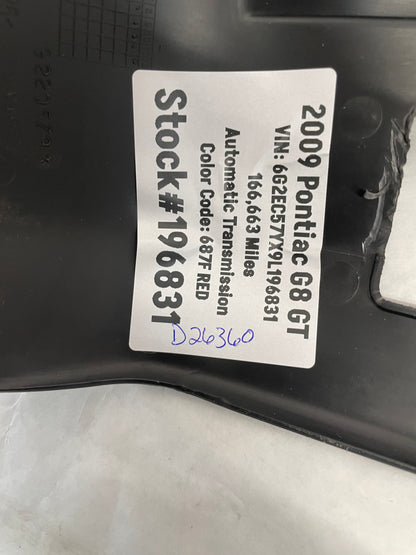 2009 Pontiac G8 GT
VIN: 6G2EC57YX9L196831
166,663 Miles
Automatic Transmission
Color Code: 687F RED
Stock#196831
D26360